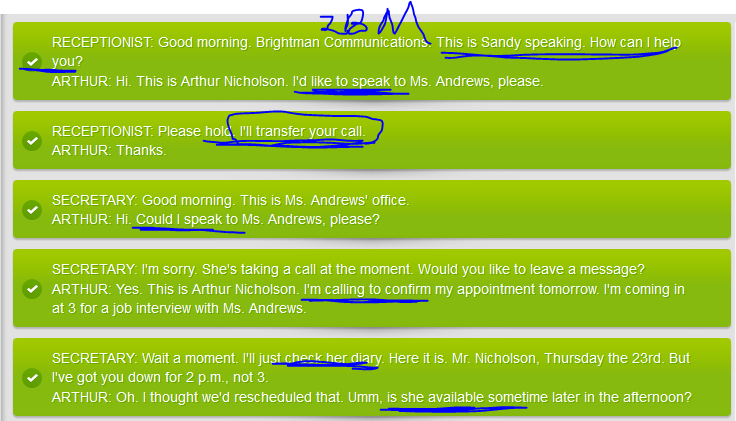 IBM
RECEPTIONIST: Good morning. Brightman Communications. This is Sandy speaking. How can I help
you?
ARTHUR: Hi. This is Arthur Nicholson. I'd like to speak to Ms. Andrews, please.
RECEPTIONIST: Please hold, I'll transfer your call.
ARTHUR: Thanks.
SECRETARY: Good morning. This is Ms. Andrews' office.
ARTHUR: Hi. Could I speak to Ms. Andrews, please?
SECRETARY: I'm sorry. She's taking a call at the moment. Would you like to leave a message?
ARTHUR: Yes. This is Arthur Nicholson. I'm calling to confirm my appointment tomorrow. I'm coming in
at 3 for a job interview with Ms. Andrews.
SECRETARY: Wait a moment. I'll just check her diary. Here it is. Mr. Nicholson, Thursday the 23rd. But
I've got you down for 2 p.m., not 3.
ARTHUR: Oh. I thought we'd rescheduled that. Umm, is she available sometime later in the afternoon?